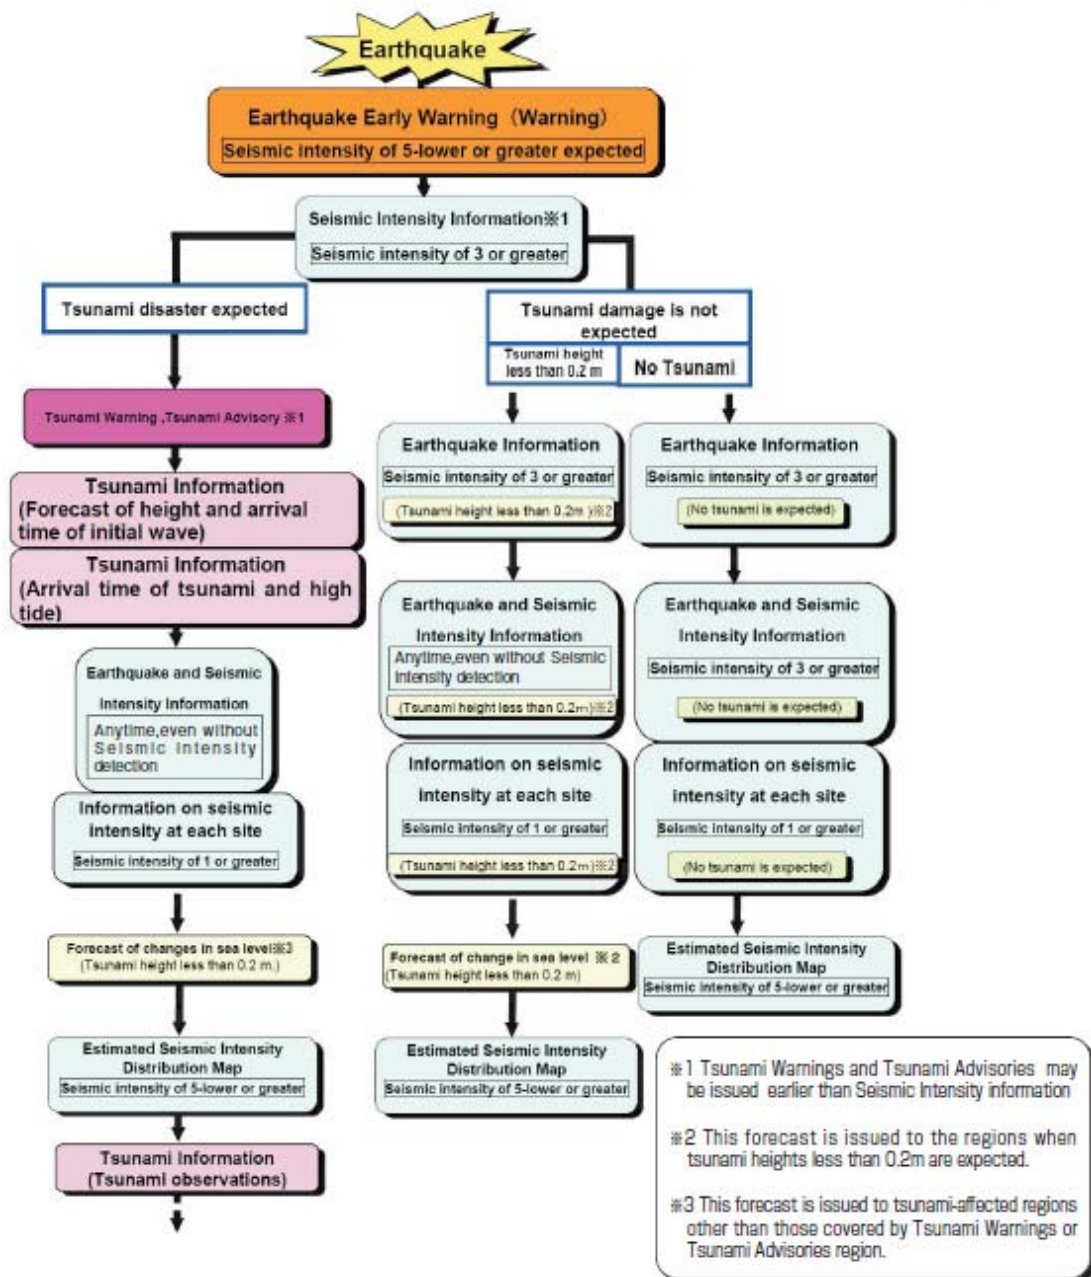 Earthquake
Earthquake Early Warning（Warning）
Seismic intensity of 5-lower or greater expected
Seismic Intensity Information※1
Seismic intensity of 3 or greater
Tsunami disaster expected
Tsunami damage is not
expected
Tsunami height
less than 0.2 m
No Tsunami
Tsunami Warning ,Tsunami Advisory ※1
Tsunami Information
(Forecast of height and arrival
time of initial wave)
Tsunami Information
(Arrival time of tsunami and high
tide)
Earthquake and Seismic
Intensity Information
Anytime,even without
Seismic Intensity
detection
Information on seismic
intensity at each site
Seismic intensity of 1 or greater
Forecast of changes in sea level※3
(Tsunami height less than 0.2 m.)
Estimated Seismic Intensity
Distribution Map
Seismic intensity of 5-lower or greater
Tsunami Information
(Tsunami observations)
Earthquake Information
Seismic intensity of 3 or greater
(Tsunami height less than 0.2m )※2
Earthquake and Seismic
Intensity Information
Anytime,even without Seismic
Intensity detection
(Tsunami height less than 0.2m)※2
Information on seismic
intensity at each site
Seismic intensity of 1 or greater
(Tsunami height less than 0.2m)※2
Forecast of change in sea level ※2
(Tsunami height less than 0.2 m)
Estimated Seismic Intensity
Distribution Map
Seismic intensity of 5-lower or greater
Earthquake Information
Seismic intensity of 3 or greater
(No tsunami is expected)
Earthquake and Seismic
Intensity Information
Seismic intensity of 3 or greater
(No tsunami is expected)
Information on seismic
intensity at each site
Seismic intensity of 1 or greater
(No tsunami is expected)
Estimated Seismic Intensity
Distribution Map
Seismic intensity of 5-lower or greater
※1 Tsunami Warnings and Tsunami Advisories may
be issued earlier than Seismic Intensity information
※2 This forecast is issued to the regions when
tsunami heights less than 0.2m are expected.
※3 This forecast is issued to tsunami-affected regions
other than those covered by Tsunami Warnings or
Tsunami Advisories region.